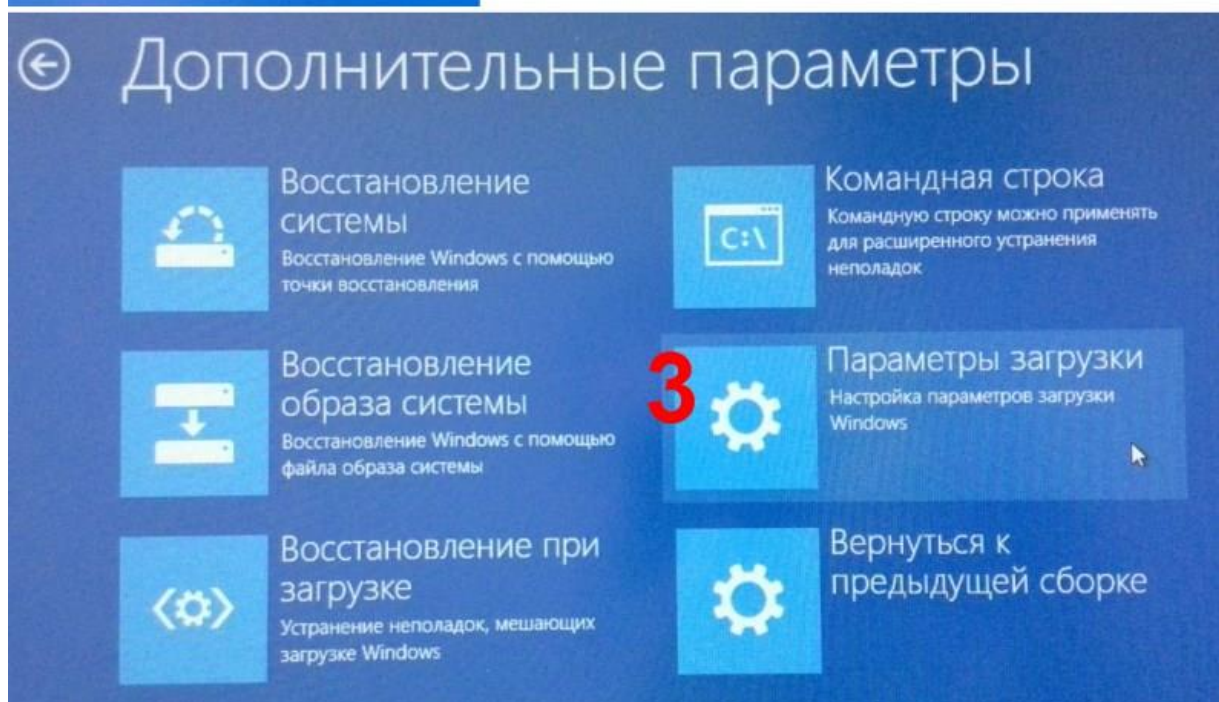 Дополнительные параметры
Восстановление
системы
Восстановление Windows с помощью
точки восстановления
Восстановление
образа системы
Восстановление Windows с помощью
файла образа системы
Восстановление при
загрузке
Устранение неполадок, мешающих
загрузке Windows
Командная строка
Командную строку можно применять
для расширенного устранения
неполадок
C:\
3
Параметры загрузки
Настройка параметров загрузки
Windows
Вернуться к
предыдущей сборке